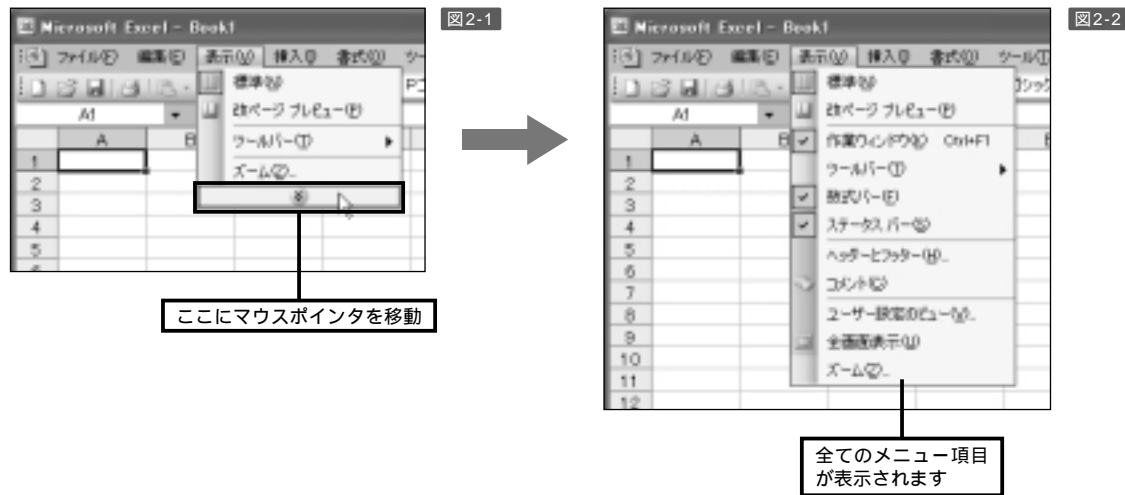 Microsoft Excel - Book1
図2-1
ファイル(F) 編集(E) 表示(V) 挿入(I) 書式(O) ツー
標準(N)
改ページ プレビュー(P)
ツールバー(T)
ズーム(Z)...
A1
A B
1
2
3
4
5
6
ここにマウスポインタを移動
Microsoft Excel - Book1
図2-2
ファイル(F) 編集(E) 表示(V) 挿入(I) 書式(O) ツール(T)
標準(N)
改ページ プレビュー(P)
作業ウィンドウ(K) Ctrl+F1
ツールバー(T)
数式バー(F)
ステータス バー(S)
ヘッダーとフッター(H)...
コメント(C)
ユーザー設定のビュー(V)...
全画面表示(U)
ズーム(Z)...
A1
A B
1
2
3
4
5
6
7
8
9
10
11
12
全てのメニュー項目
が表示されます